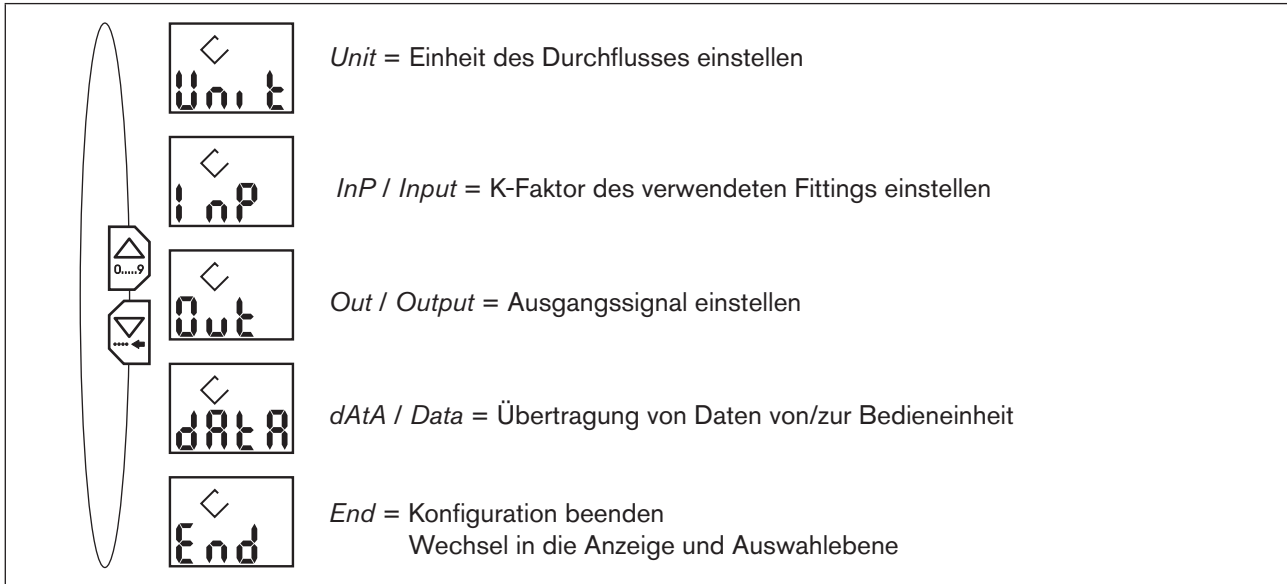 Unit
Unit = Einheit des Durchflusses einstellen
InP
InP / Input = K-Faktor des verwendeten Fittings einstellen
0.....9
Out
Out / Output = Ausgangssignal einstellen
dAtA
dAtA / Data = Übertragung von Daten von/zur Bedieneinheit
End
End = Konfiguration beenden
Wechsel in die Anzeige und Auswahlebene